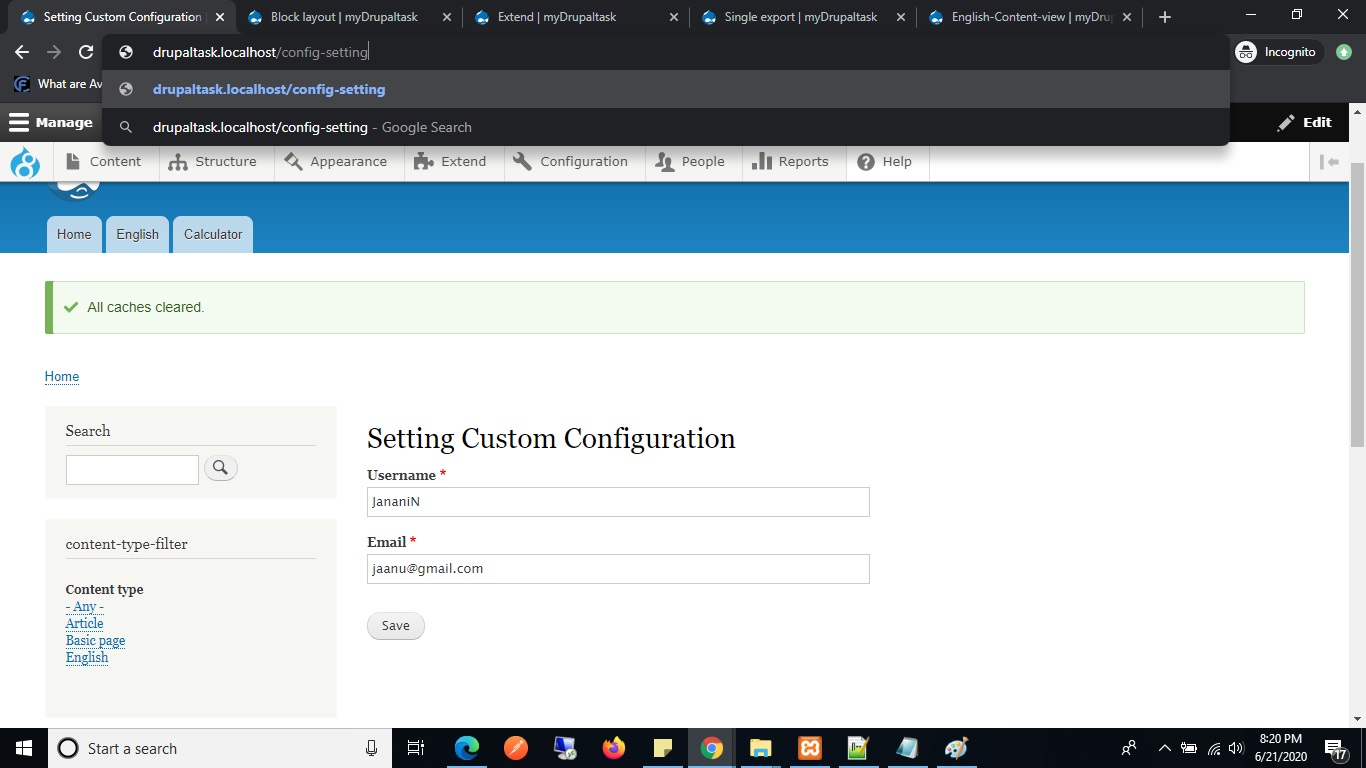 Setting Custom Configuration
Block layout | myDrupaltask
Extend | myDrupaltask
Single export | myDrupaltask
English-Content-view | myDrup
drupaltask.localhost/config-setting
Incognito
What are Av
drupaltask.localhost/config-setting
drupaltask.localhost/config-setting - Google Search
Manage
Edit
Content
Structure
Appearance
Extend
Configuration
People
Reports
Help
Home
English
Calculator
All caches cleared.
Home
Search
content-type-filter
Content type
- Any -
Article
Basic page
English
Setting Custom Configuration
Username *
JananiN
Email *
jaanu@gmail.com
Save
Start a search
8:20 PM
6/21/2020
17